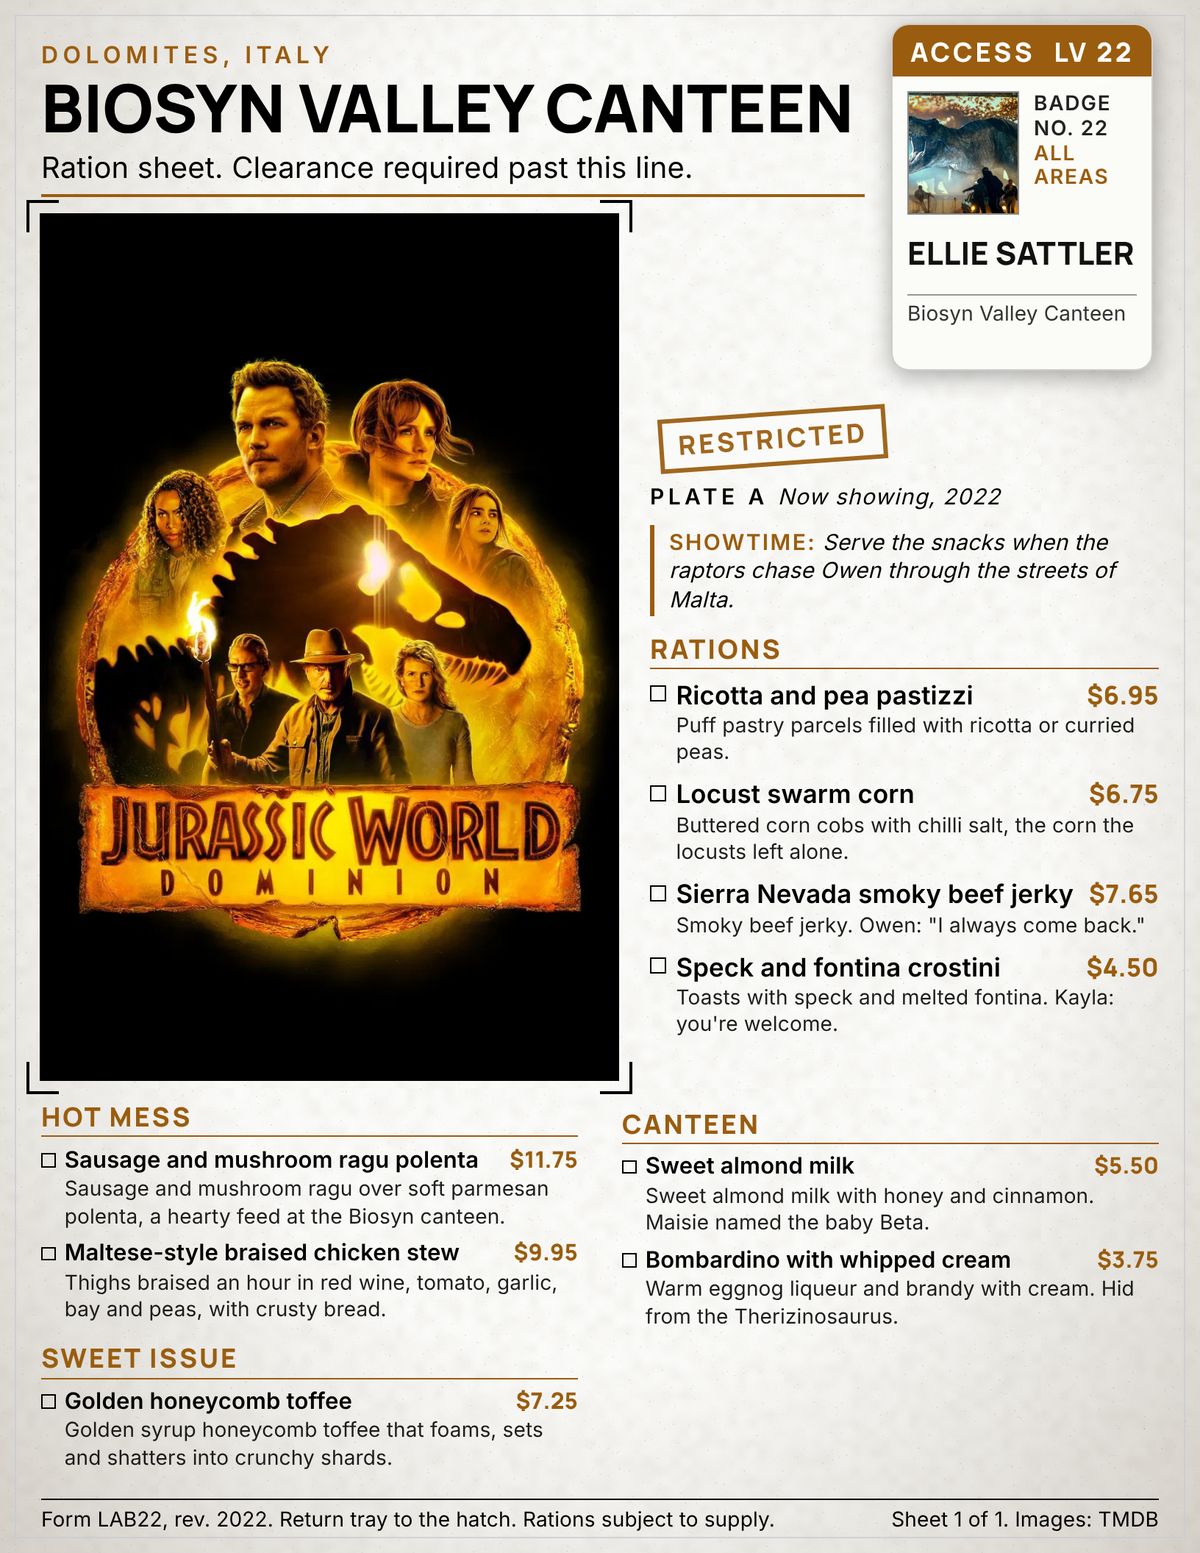 DOLOMITES, ITALY
BIOSYN VALLEY CANTEEN
Ration sheet. Clearance required past this line.
ACCESS LV 22
BADGE
NO. 22
ALL
AREAS
ELLIE SATTLER
Biosyn Valley Canteen
JURASSIC WORLD
DOMINION
RESTRICTED
PLATE A Now showing, 2022
SHOWTIME: Serve the snacks when the
raptors chase Owen through the streets of
Malta.
RATIONS
Ricotta and pea pastizzi $6.95
Puff pastry parcels filled with ricotta or curried
peas.
Locust swarm corn $6.75
Buttered corn cobs with chilli salt, the corn the
locusts left alone.
Sierra Nevada smoky beef jerky $7.65
Smoky beef jerky. Owen: "I always come back."
Speck and fontina crostini $4.50
Toasts with speck and melted fontina. Kayla:
you're welcome.
HOT MESS
Sausage and mushroom ragu polenta $11.75
Sausage and mushroom ragu over soft parmesan
polenta, a hearty feed at the Biosyn canteen.
Maltese-style braised chicken stew $9.95
Thighs braised an hour in red wine, tomato, garlic,
bay and peas, with crusty bread.
SWEET ISSUE
Golden honeycomb toffee $7.25
Golden syrup honeycomb toffee that foams, sets
and shatters into crunchy shards.
CANTEEN
Sweet almond milk $5.50
Sweet almond milk with honey and cinnamon.
Maisie named the baby Beta.
Bombardino with whipped cream $3.75
Warm eggnog liqueur and brandy with cream. Hid
from the Therizinosaurus.
Form LAB22, rev. 2022. Return tray to the hatch. Rations subject to supply.
Sheet 1 of 1. Images: TMDB